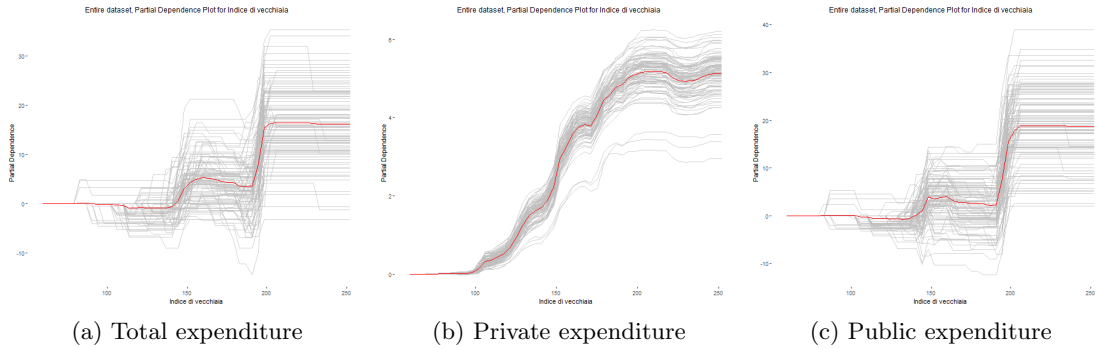 Entire dataset, Partial Dependence Plot for Indice di vecchiaia
Partial Dependence
30
20
10
0
-10
100
150
200
250
Indice di vecchiaia
(a) Total expenditure
Entire dataset, Partial Dependence Plot for Indice di vecchiaia
Partial Dependence
8
4
2
0
100
150
200
250
Indice di vecchiaia
(b) Private expenditure
Entire dataset, Partial Dependence Plot for Indice di vecchiaia
Partial Dependence
40
30
20
10
0
-10
100
150
200
250
Indice di vecchiaia
(c) Public expenditure